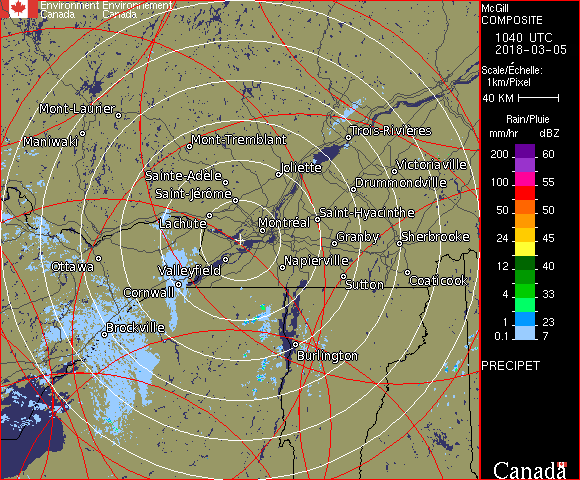 Environment Environnement
Canada Canada
Mont-Laurier
Maniwaki
Mont-Tremblant
Trois-Rivières
Joliette
Victoriaville
Sainte-Adèle
Drummondville
Saint-Jérôme
Lachute
Saint-Hyacinthe
Montréal
Granby
Sherbrooke
Ottawa
Valleyfield
Napierville
Cornwall
Sutton
Coaticook
Brockville
Burlington
McGill
COMPOSITE
1040 UTC
2018-03-05
Scale/Échelle:
1km/Pixel
40 KM
Rain/Pluie
mm/hr dBZ
200 60
100 55
50 50
24 45
12 40
4 33
1 23
0.1 7
PRECIPET
Canada